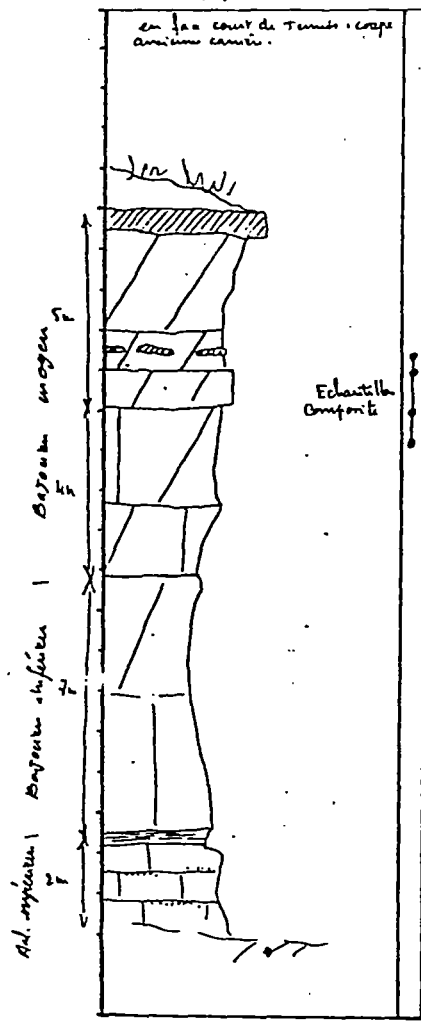 en face court de Tennis. coupe
ancienne carrière.
Echantillon
Composite
Bajocien moyen
5m
4m
Bajocien inférieur
7m
Aal. supérieur
2m